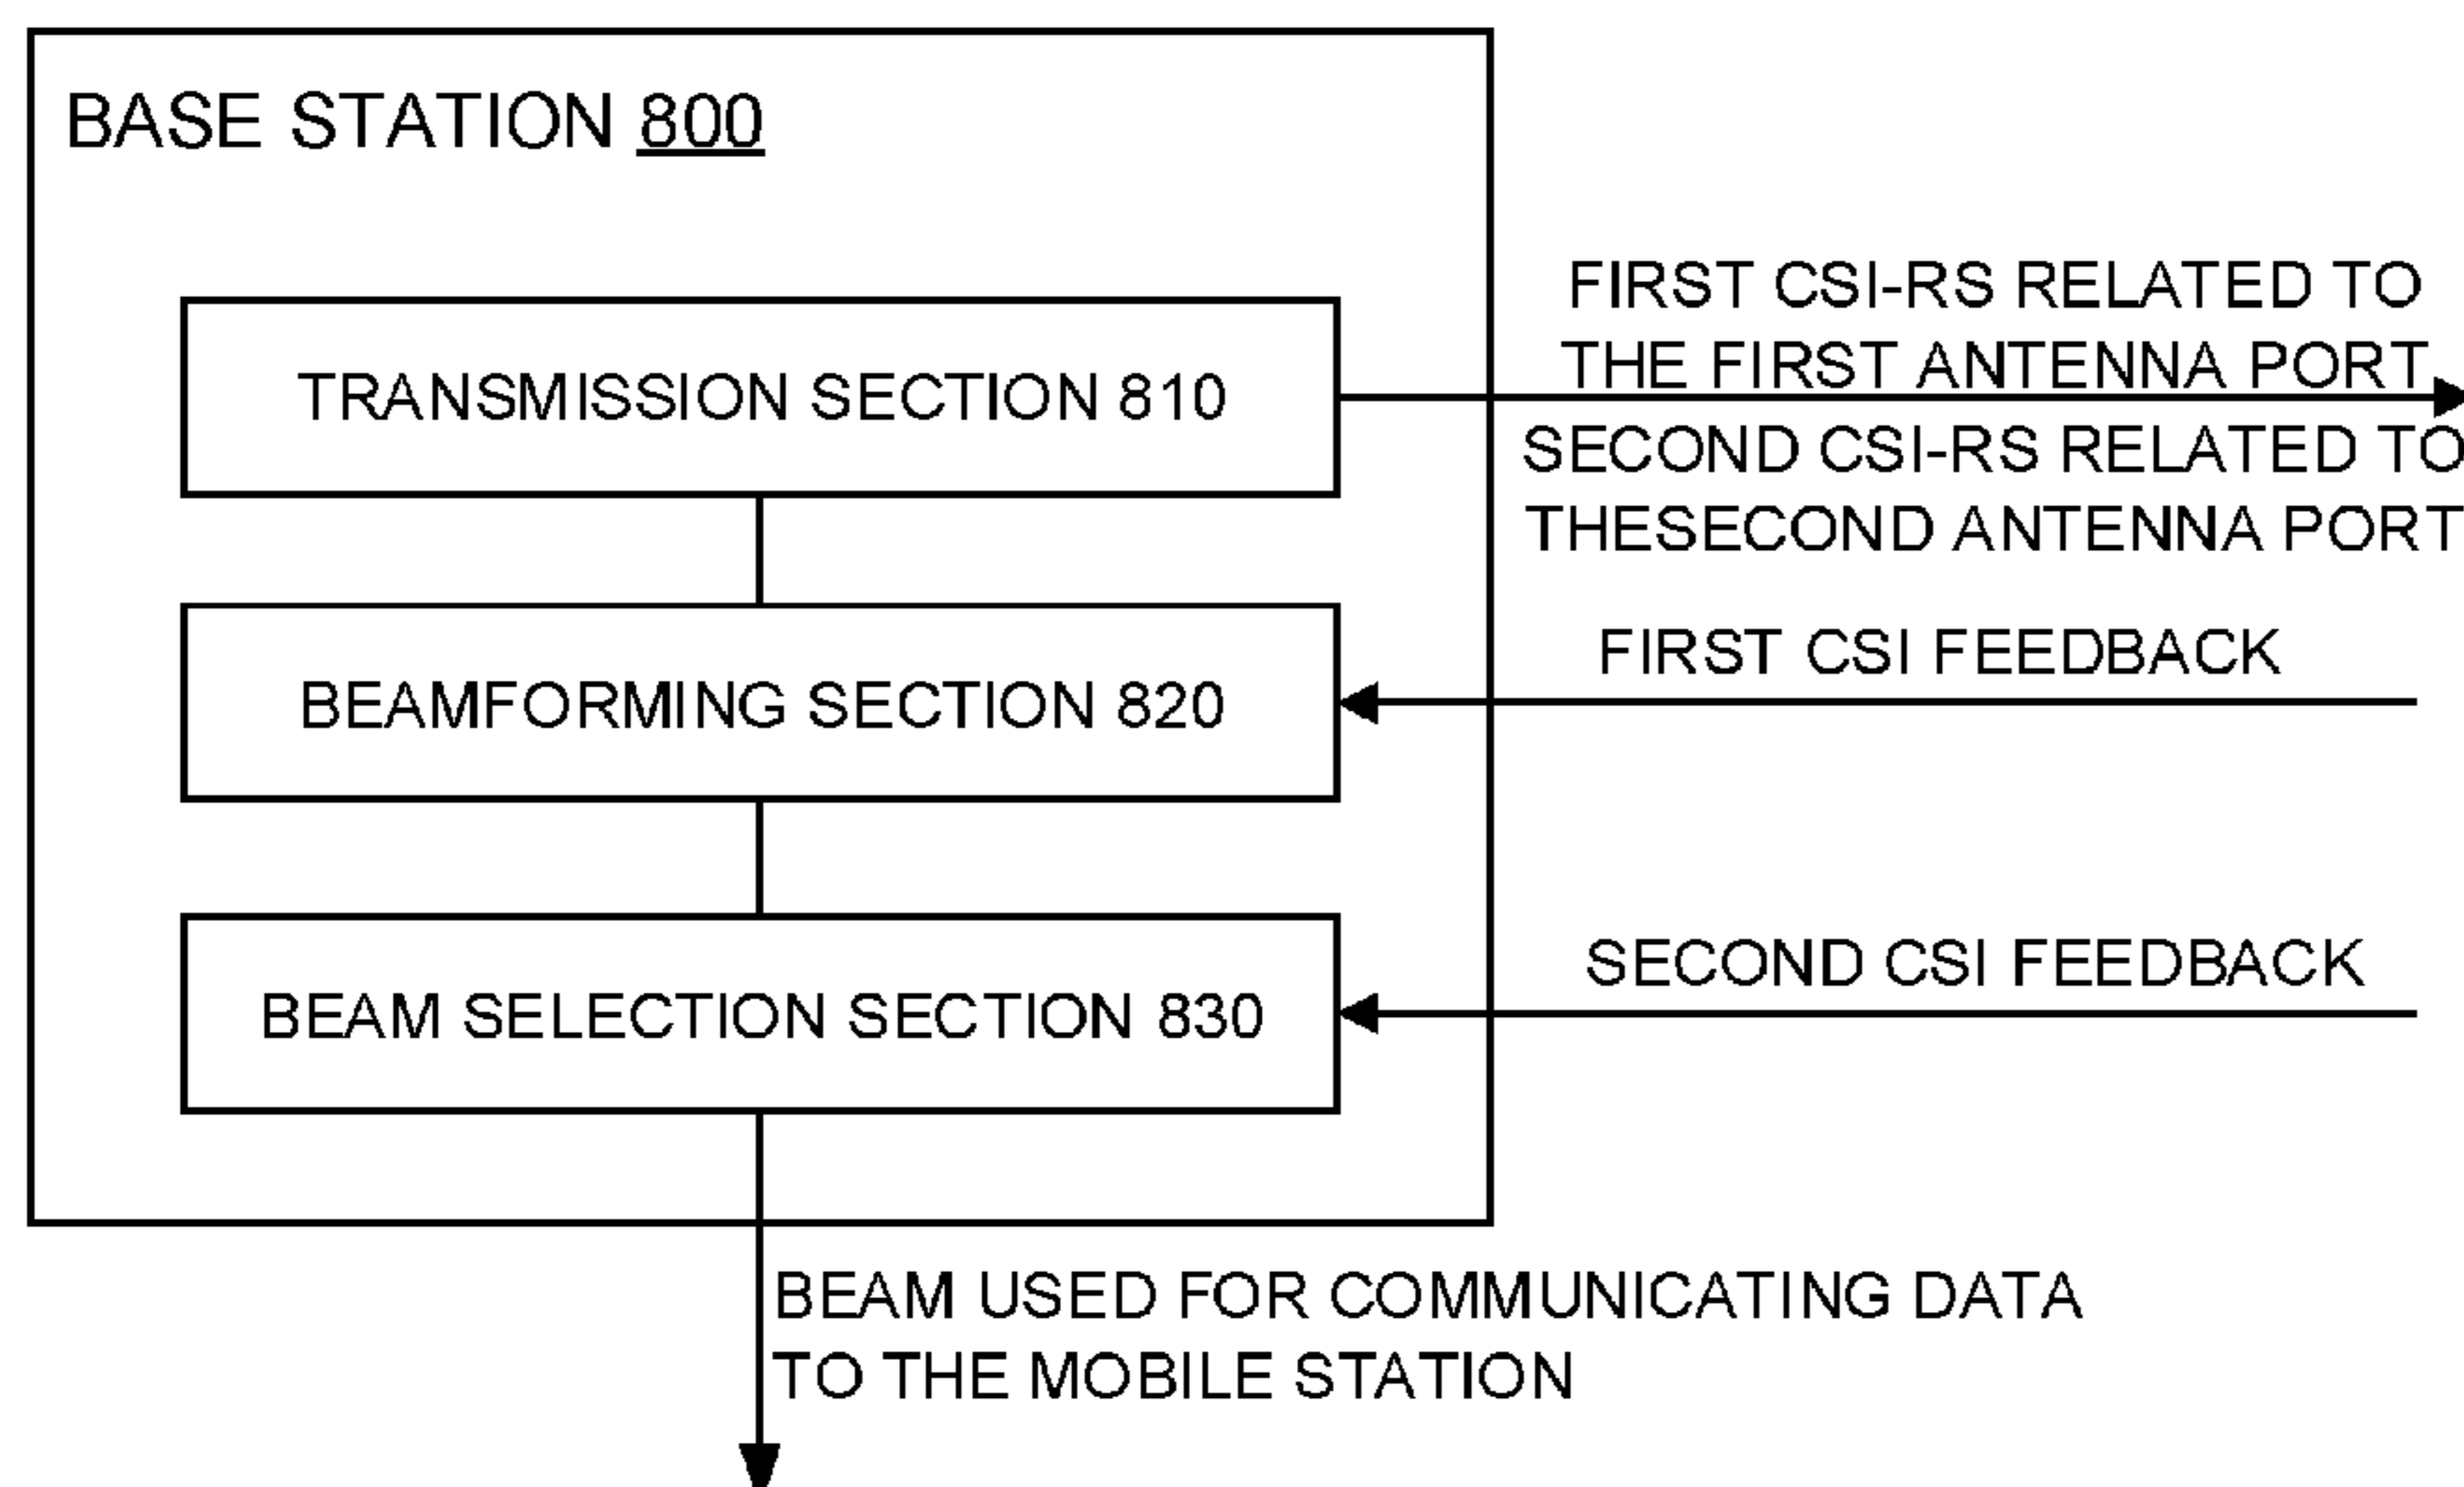 BASE STATION 800
TRANSMISSION SECTION 810
FIRST CSI-RS RELATED TO
THE FIRST ANTENNA PORT
SECOND CSI-RS RELATED TO
THESECOND ANTENNA PORT
BEAMFORMING SECTION 820
FIRST CSI FEEDBACK
BEAM SELECTION SECTION 830
SECOND CSI FEEDBACK
BEAM USED FOR COMMUNICATING DATA
TO THE MOBILE STATION